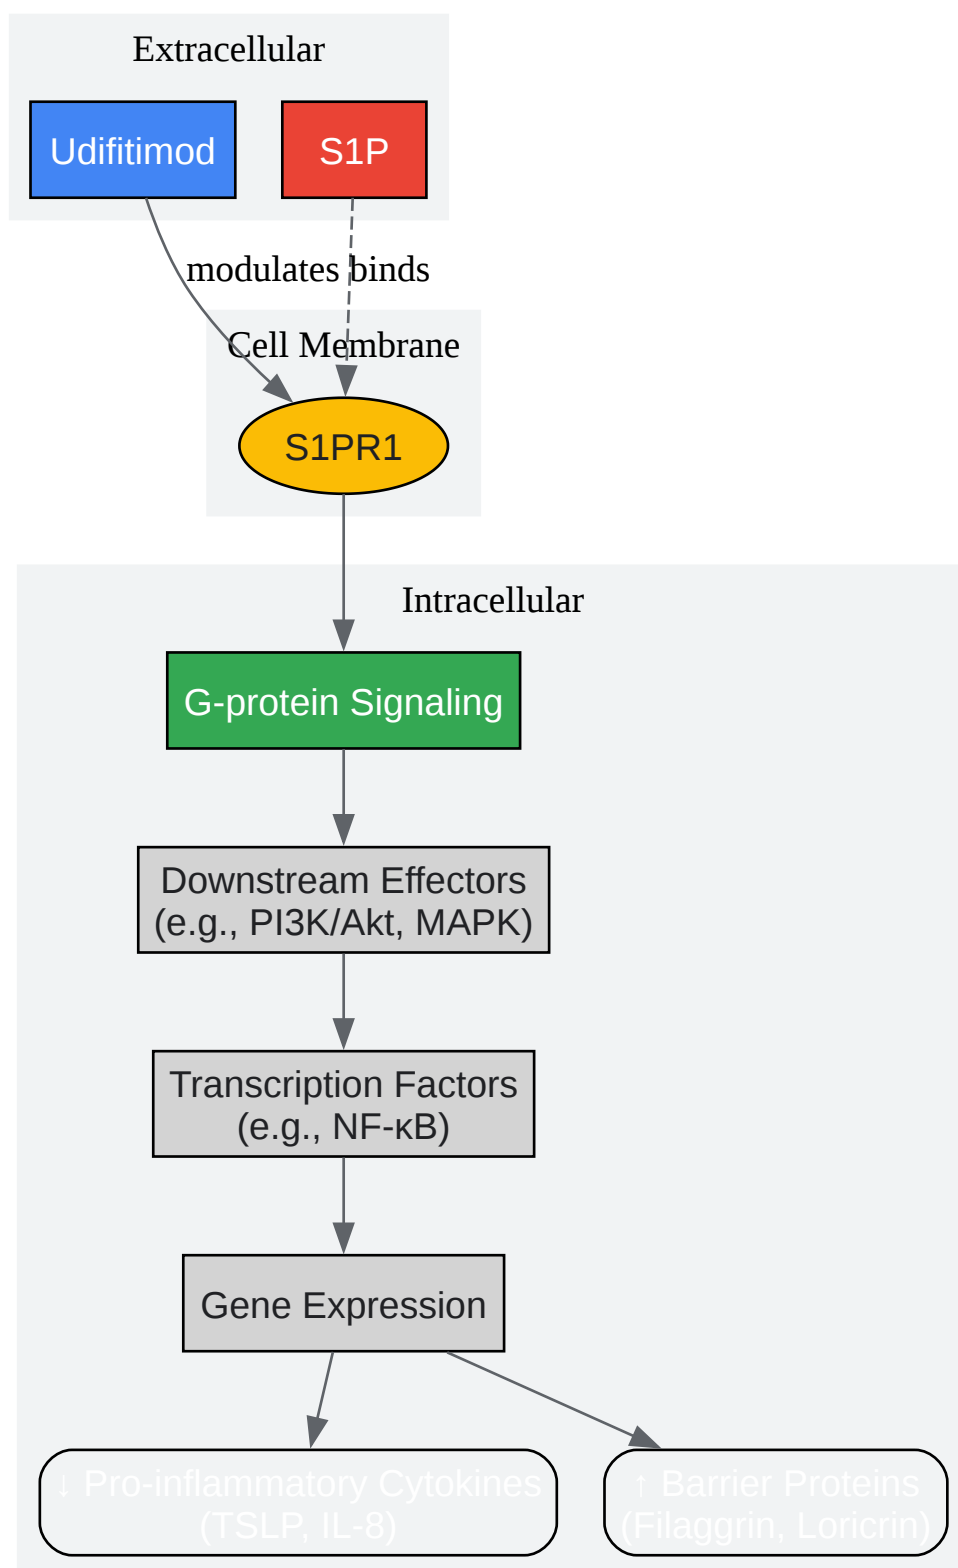 Extracellular
Udifitimod
S1P
modulates
binds
Cell Membrane
S1PR1
Intracellular
G-protein Signaling
Downstream Effectors
(e.g., PI3K/Akt, MAPK)
Transcription Factors
(e.g., NF-κB)
Gene Expression
↓ Pro-inflammatory Cytokines
(TSLP, IL-8)
↑ Barrier Proteins
(Filaggrin, Loricrin)